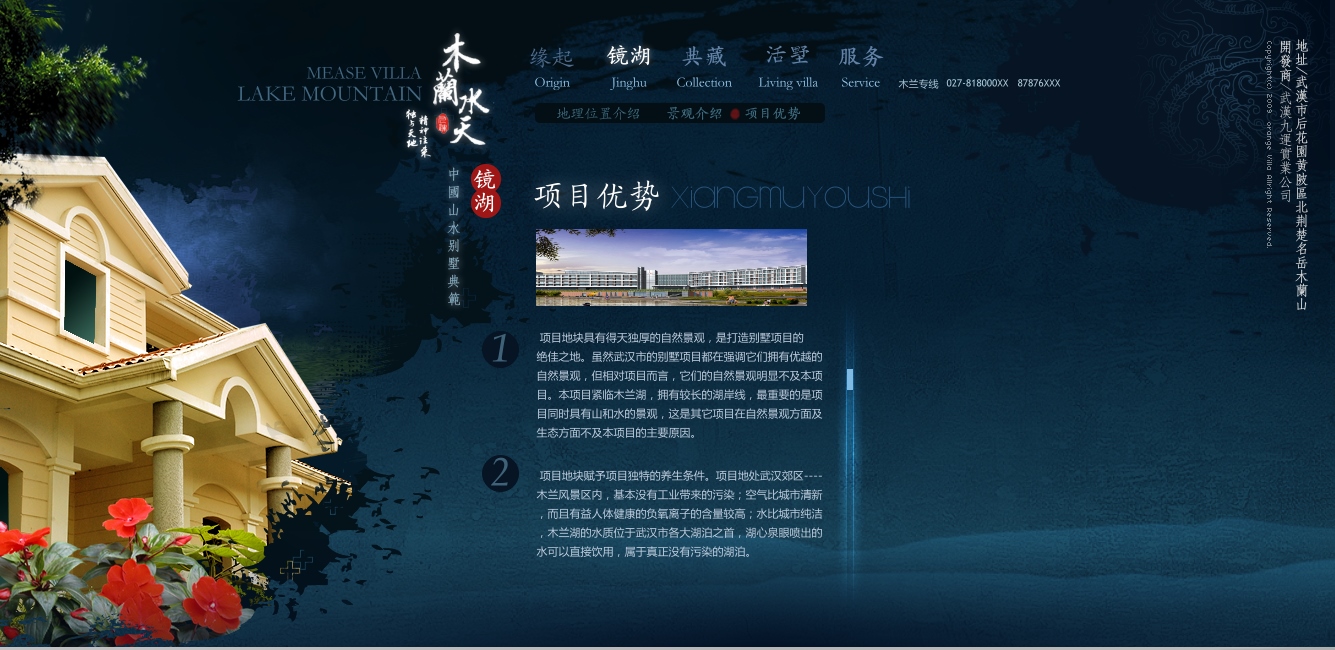 MEASE VILLA
LAKE MOUNTAIN
木蘭水天
缘起 镜湖 典藏 活墅 服务
Origin Jinghu Collection Living villa Service
木兰专线 027-818000XX 87876XXX
地理位置介绍 景观介绍 项目优势
镜湖
中國山水别墅典範
项目优势 XIANGMUYOUSHI
1
项目地块具有得天独厚的自然景观，是打造别墅项目的
绝佳之地。虽然武汉市的别墅项目都在强调它们拥有优越的
自然景观，但相对项目而言，它们的自然景观明显不及本项
目。本项目紧临木兰湖，拥有较长的湖岸线，最重要的是项
目同时具有山和水的景观，这是其它项目在自然景观方面及
生态方面不及本项目的主要原因。
2
项目地块赋予项目独特的养生条件。项目地处武汉郊区----
木兰风景区内，基本没有工业带来的污染；空气比城市清新
，而且有益人体健康的负氧离子的含量较高；水比城市纯洁
，木兰湖的水质位于武汉市各大湖泊之首，湖心泉眼喷出的
水可以直接饮用，属于真正没有污染的湖泊。
地址／武漢市后花園黄陂區北荆楚名岳木蘭山
開發商／武漢九運實業公司
Copyright(c) 2009 orange Villa Allright Reserved.